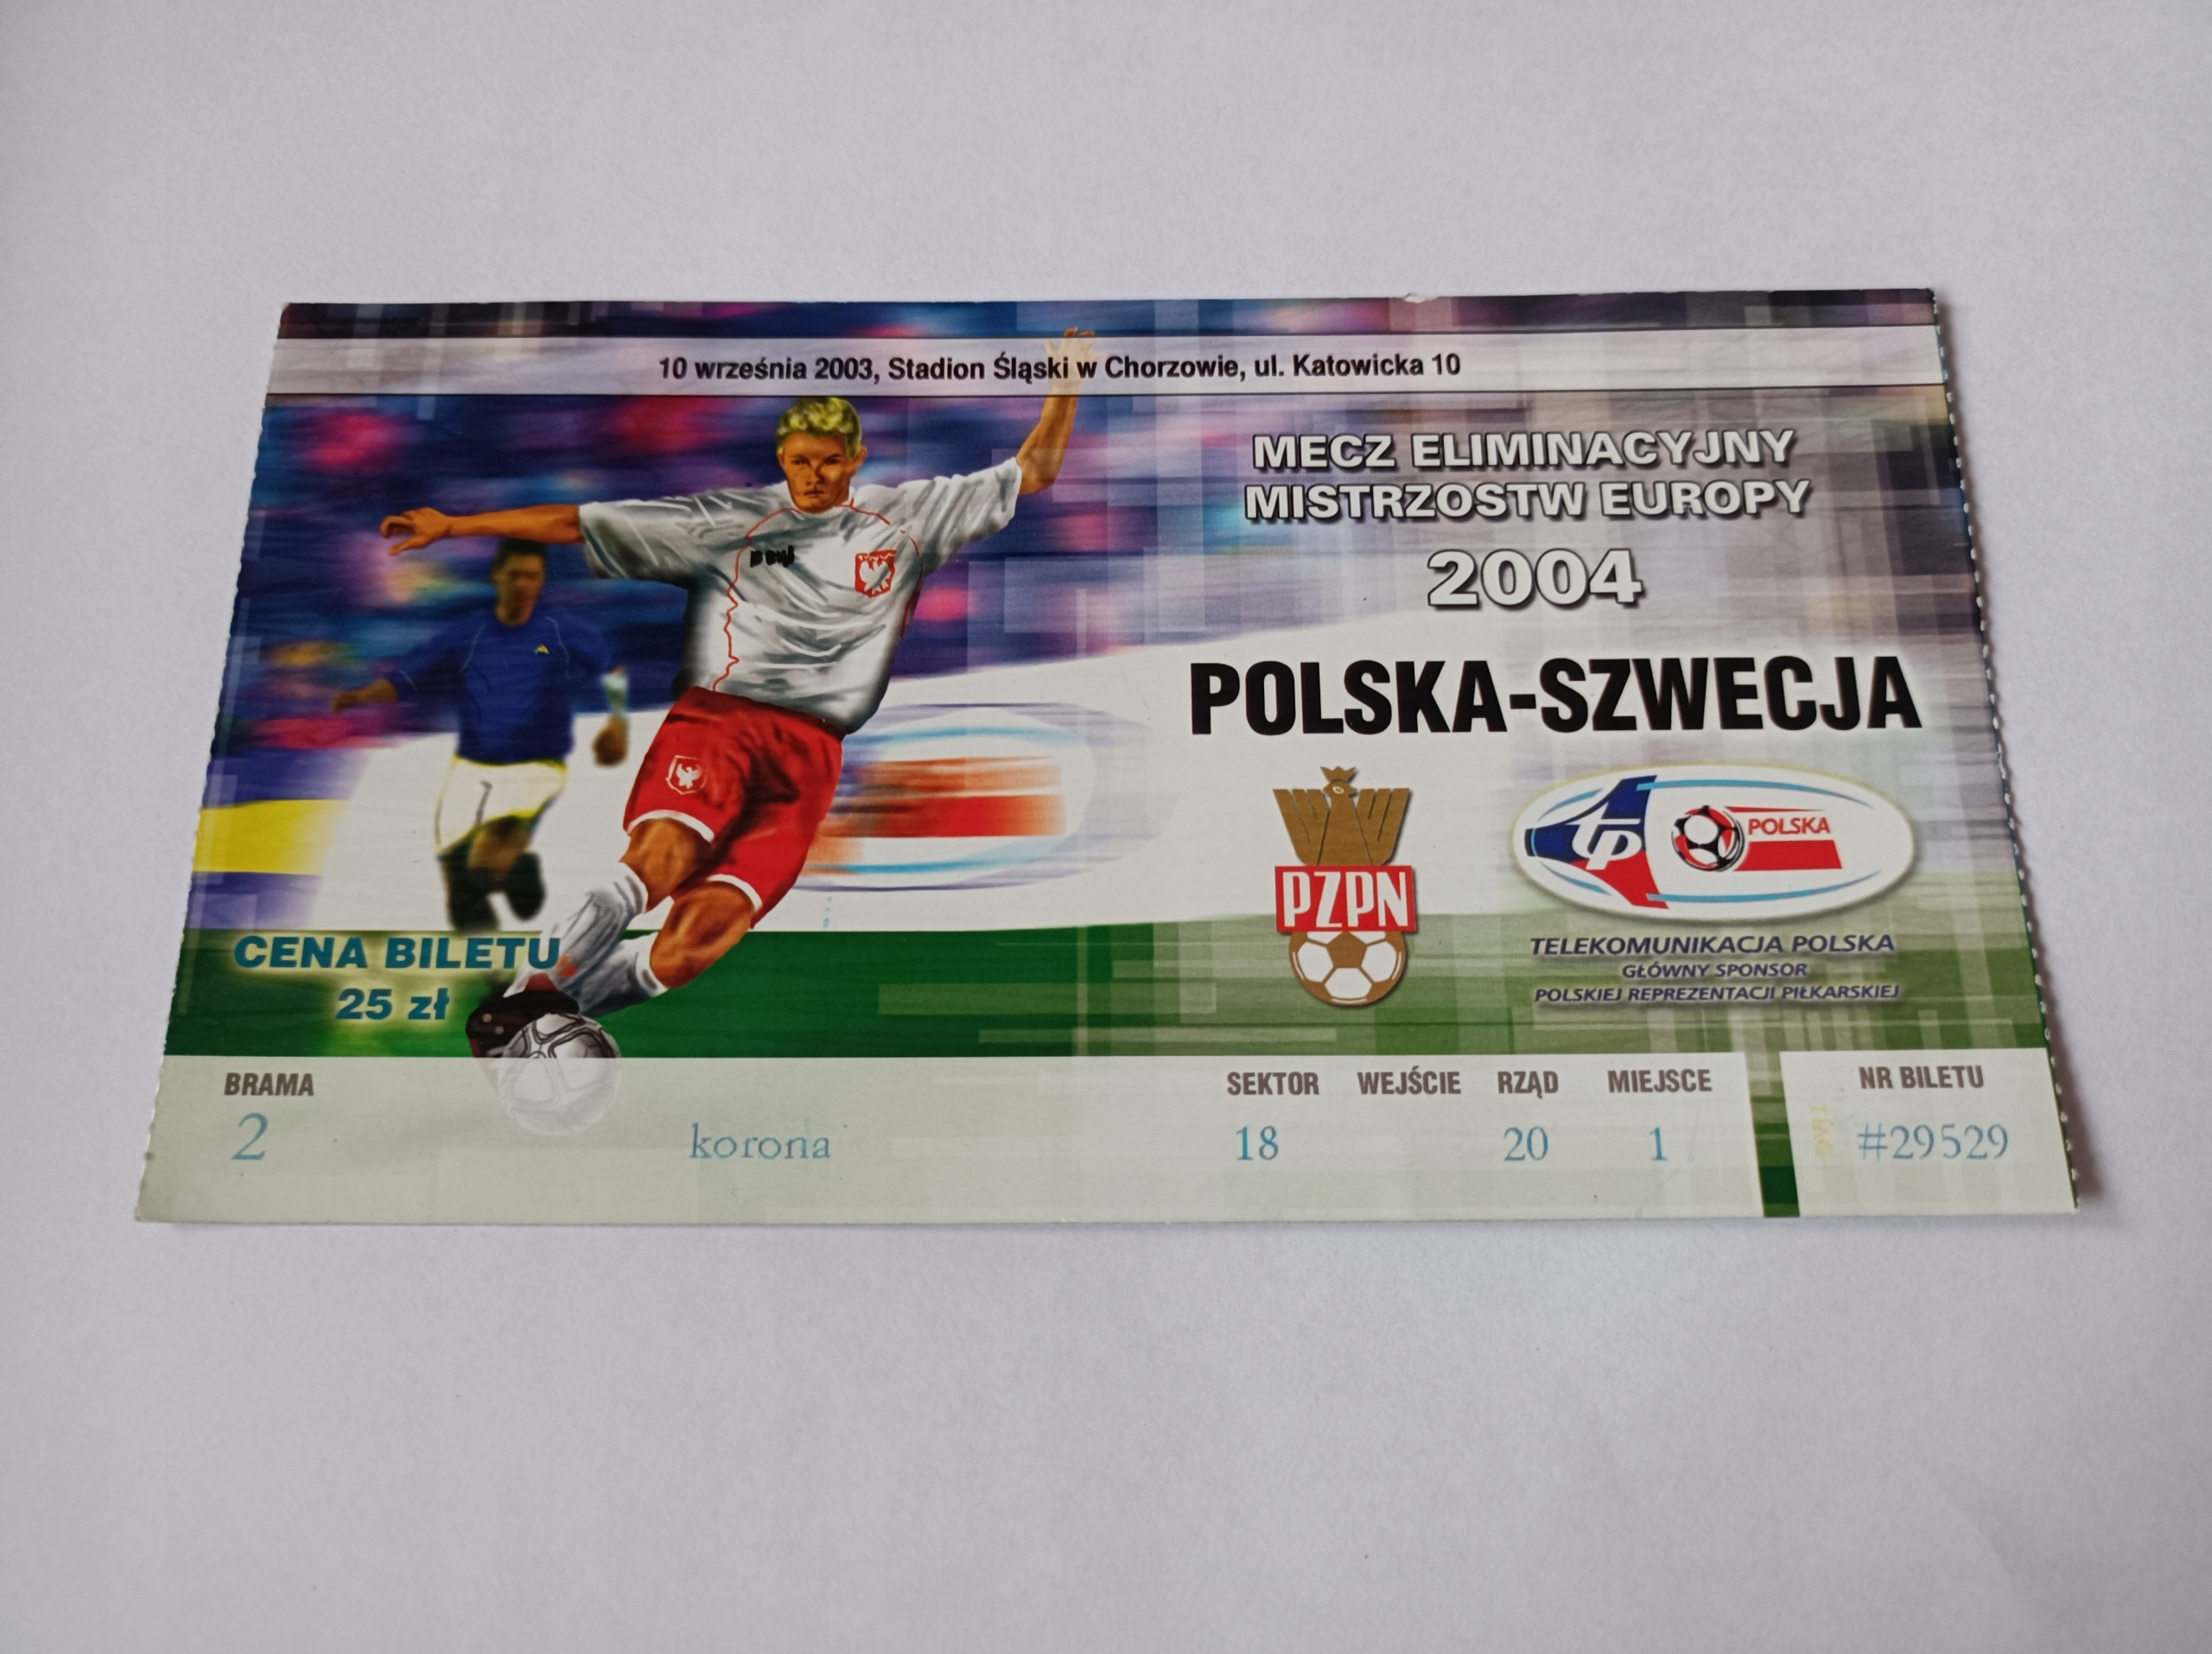 10 września 2003, Stadion Śląski w Chorzowie, ul. Katowicka 10
MECZ ELIMINACYJNY
MISTRZOSTW EUROPY
2004
POLSKA-SZWECJA
PZPN
tp
POLSKA
TELEKOMUNIKACJA POLSKA
GŁÓWNY SPONSOR
POLSKIEJ REPREZENTACJI PIŁKARSKIEJ
CENA BILETU
25 zł
BRAMA SEKTOR WEJŚCIE RZĄD MIEJSCE NR BILETU
2 korona 18 20 1 #29529